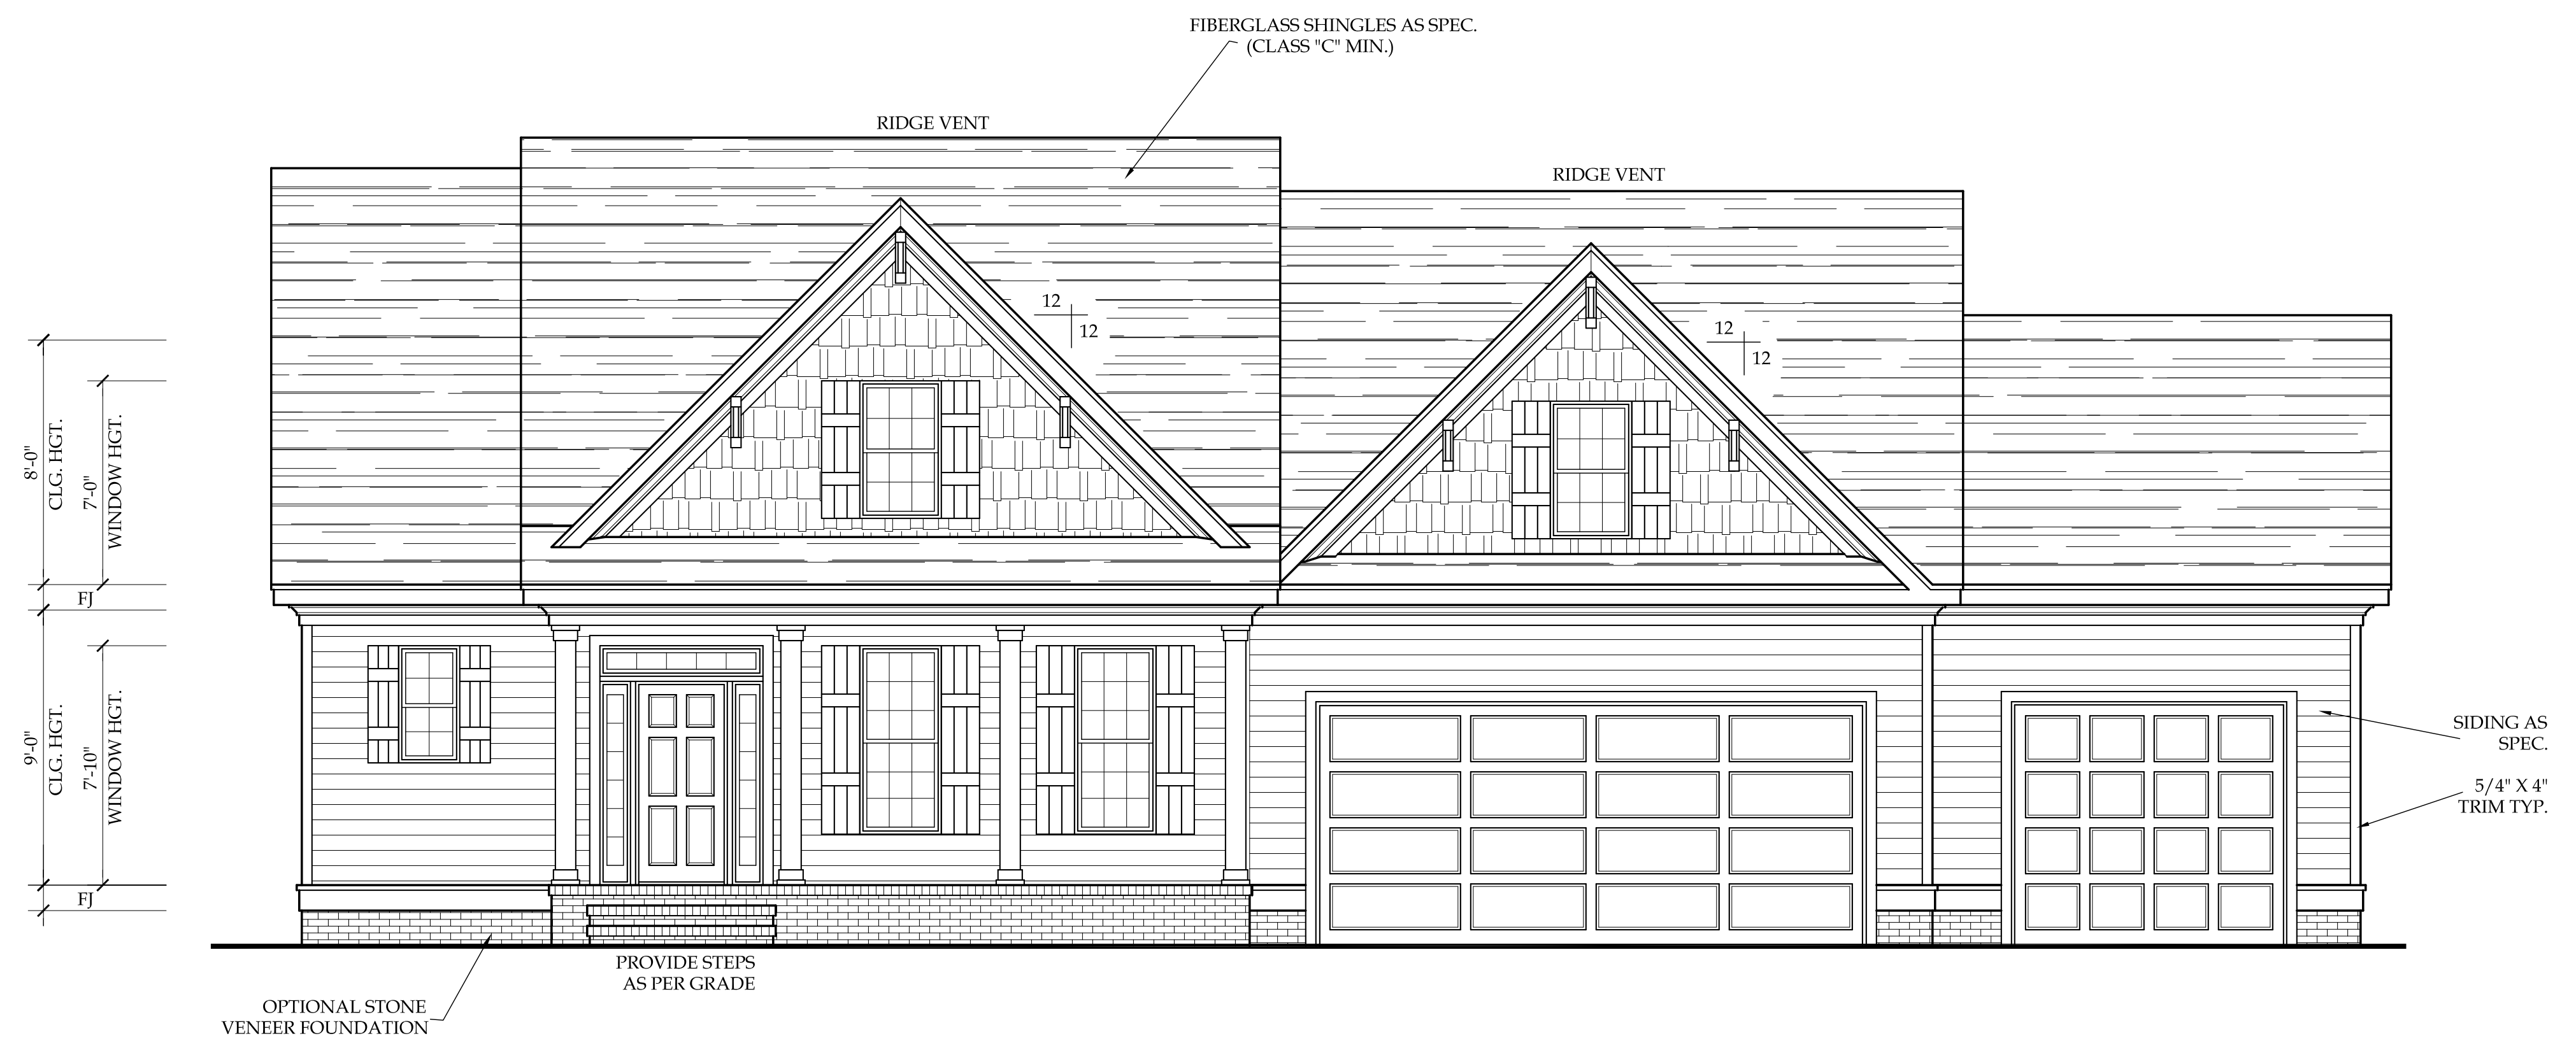 FIBERGLASS SHINGLES AS SPEC.
(CLASS "C" MIN.)
RIDGE VENT
RIDGE VENT
12
12
12
12
8'-0"
CLG. HGT.
7'-0"
WINDOW HGT.
FJ
9'-0"
CLG. HGT.
7'-10"
WINDOW HGT.
FJ
SIDING AS
SPEC.
5/4" X 4"
TRIM TYP.
PROVIDE STEPS
AS PER GRADE
OPTIONAL STONE
VENEER FOUNDATION